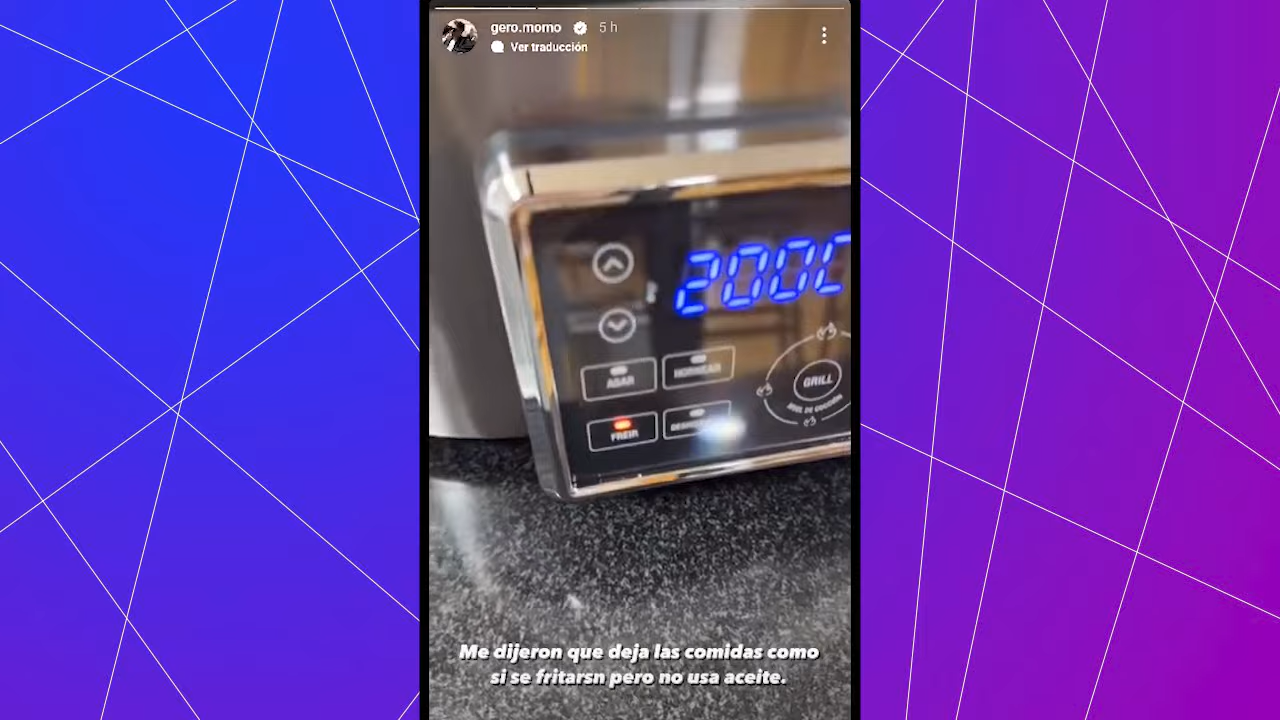 gero.momo 5 h
Ver traducción
2000
ASAR
HORNEAR
GRILL
FREIR
Me dijeron que deja las comidas como
si se fritarsn pero no usa aceite.